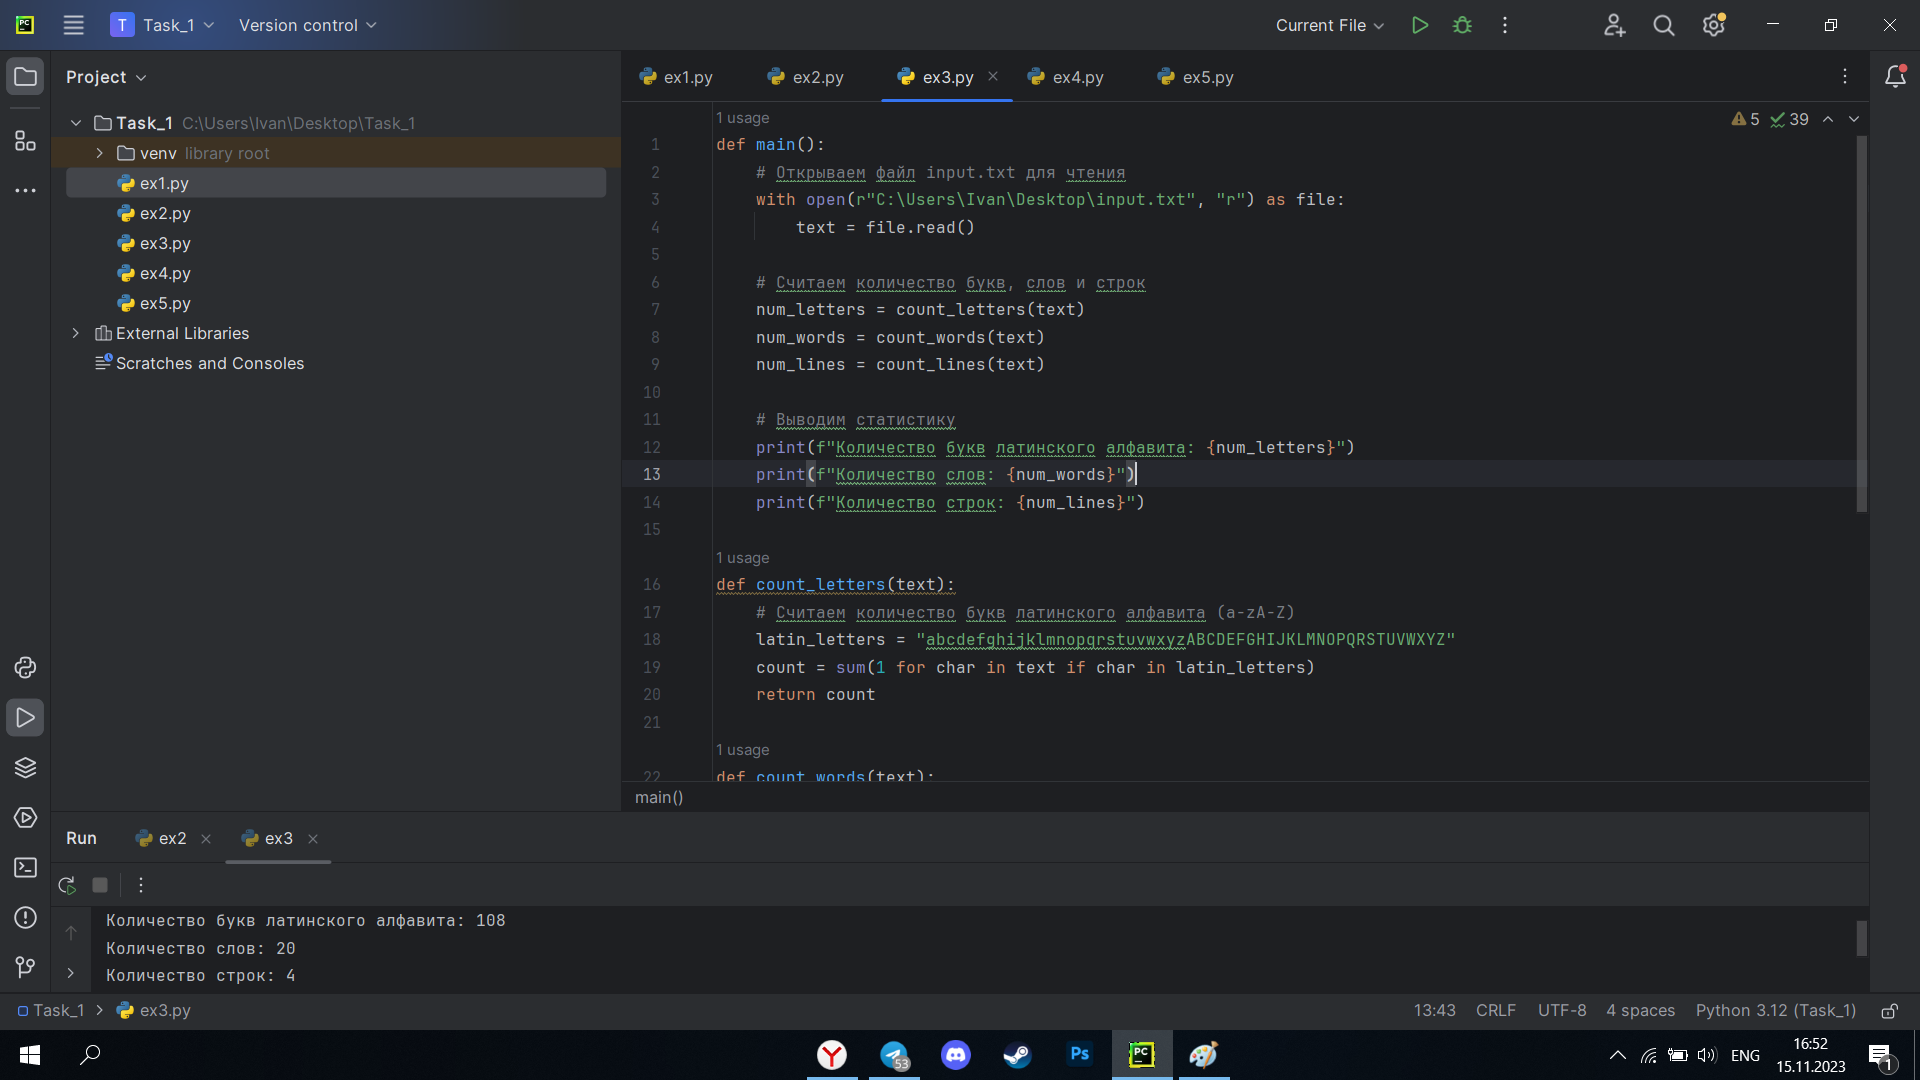 T Task_1 Version control Current File
Project
Task_1 C:\Users\Ivan\Desktop\Task_1
venv library root
ex1.py
ex2.py
ex3.py
ex4.py
ex5.py
External Libraries
Scratches and Consoles
ex1.py ex2.py ex3.py ex4.py ex5.py
5 39
1 usage
1 def main():
2 # Открываем файл input.txt для чтения
3 with open(r"C:\Users\Ivan\Desktop\input.txt", "r") as file:
4 text = file.read()
5
6 # Считаем количество букв, слов и строк
7 num_letters = count_letters(text)
8 num_words = count_words(text)
9 num_lines = count_lines(text)
10
11 # Выводим статистику
12 print(f"Количество букв латинского алфавита: {num_letters}")
13 print(f"Количество слов: {num_words}")
14 print(f"Количество строк: {num_lines}")
15
1 usage
16 def count_letters(text):
17 # Считаем количество букв латинского алфавита (a-zA-Z)
18 latin_letters = "abcdefghijklmnopqrstuvwxyzABCDEFGHIJKLMNOPQRSTUVWXYZ"
19 count = sum(1 for char in text if char in latin_letters)
20 return count
21
1 usage
22 def count_words(text):
main()
Run ex2 ex3
Количество букв латинского алфавита: 108
Количество слов: 20
Количество строк: 4
Task_1 ex3.py 13:43 CRLF UTF-8 4 spaces Python 3.12 (Task_1)
53 Ps PC ENG 16:52
15.11.2023 1